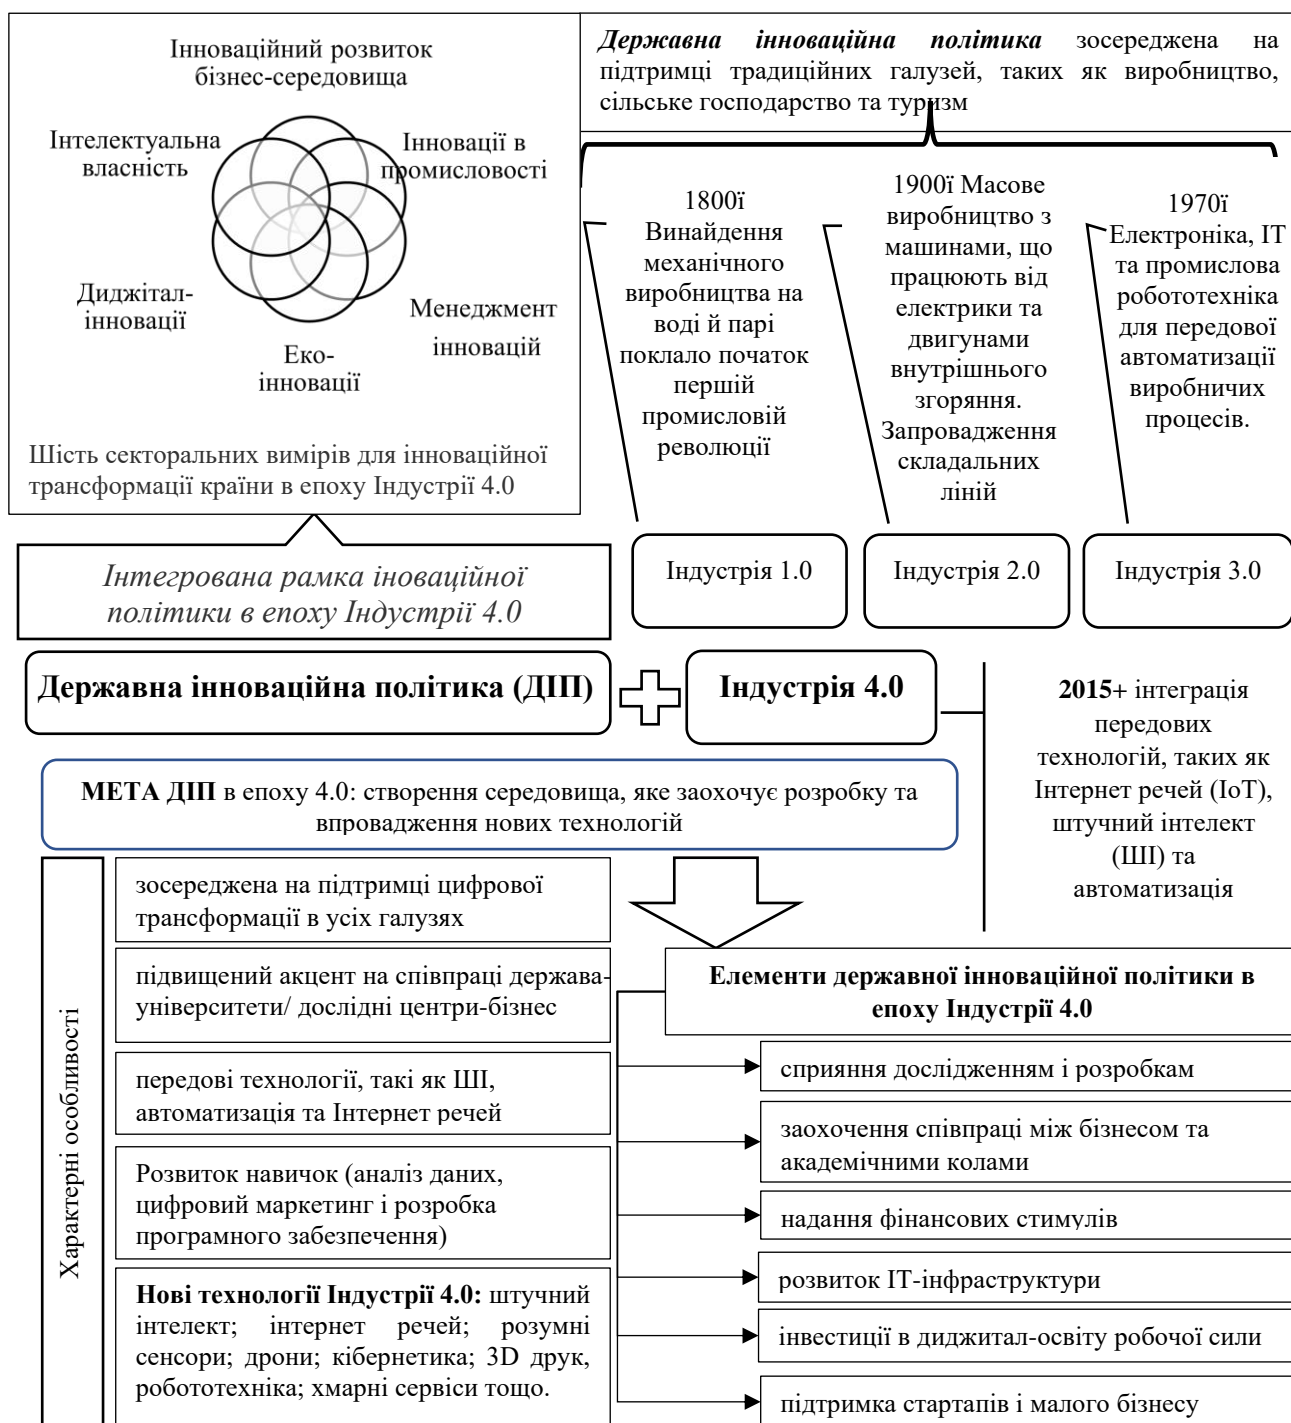 Інноваційний розвиток
бізнес-середовища
Інтелектуальна
власність
Інновації в
промисловості
Диджітал-
інновації
Менеджмент
інновацій
Еко-
інновації
Шість секторальних вимірів для інноваційної
трансформації країни в епоху Індустрії 4.0
Державна інноваційна політика зосереджена на
підтримці традиційних галузей, таких як виробництво,
сільське господарство та туризм
1800ї
Винайдення
механічного
виробництва на
воді й парі
поклало початок
першій
промисловій
революції
1900ї Масове
виробництво з
машинами, що
працюють від
електрики та
двигунами
внутрішнього
згоряння.
Запровадження
складальних
ліній
1970ї
Електроніка, ІТ
та промислова
робототехніка
для передової
автоматизації
виробничих
процесів.
Інтегрована рамка іноваційної
політики в епоху Індустрії 4.0
Індустрія 1.0
Індустрія 2.0
Індустрія 3.0
Державна інноваційна політика (ДІП)
Індустрія 4.0
2015+ інтеграція
передових
технологій, таких як
Інтернет речей (IoT),
штучний інтелект
(ШІ) та
автоматизація
МЕТА ДІП в епоху 4.0: створення середовища, яке заохочує розробку та
впровадження нових технологій
Характерні особливості
зосереджена на підтримці цифрової
трансформації в усіх галузях
підвищений акцент на співпраці держава-
університети/ дослідні центри-бізнес
передові технології, такі як ШІ,
автоматизація та Інтернет речей
Розвиток навичок (аналіз даних,
цифровий маркетинг і розробка
програмного забезпечення)
Нові технології Індустрії 4.0: штучний
інтелект; інтернет речей; розумні
сенсори; дрони; кібернетика; 3D друк,
робототехніка; хмарні сервіси тощо.
Елементи державної інноваційної політики в
епоху Індустрії 4.0
сприяння дослідженням і розробкам
заохочення співпраці між бізнесом та
академічними колами
надання фінансових стимулів
розвиток ІТ-інфраструктури
інвестиції в диджитал-освіту робочої сили
підтримка стартапів і малого бізнесу